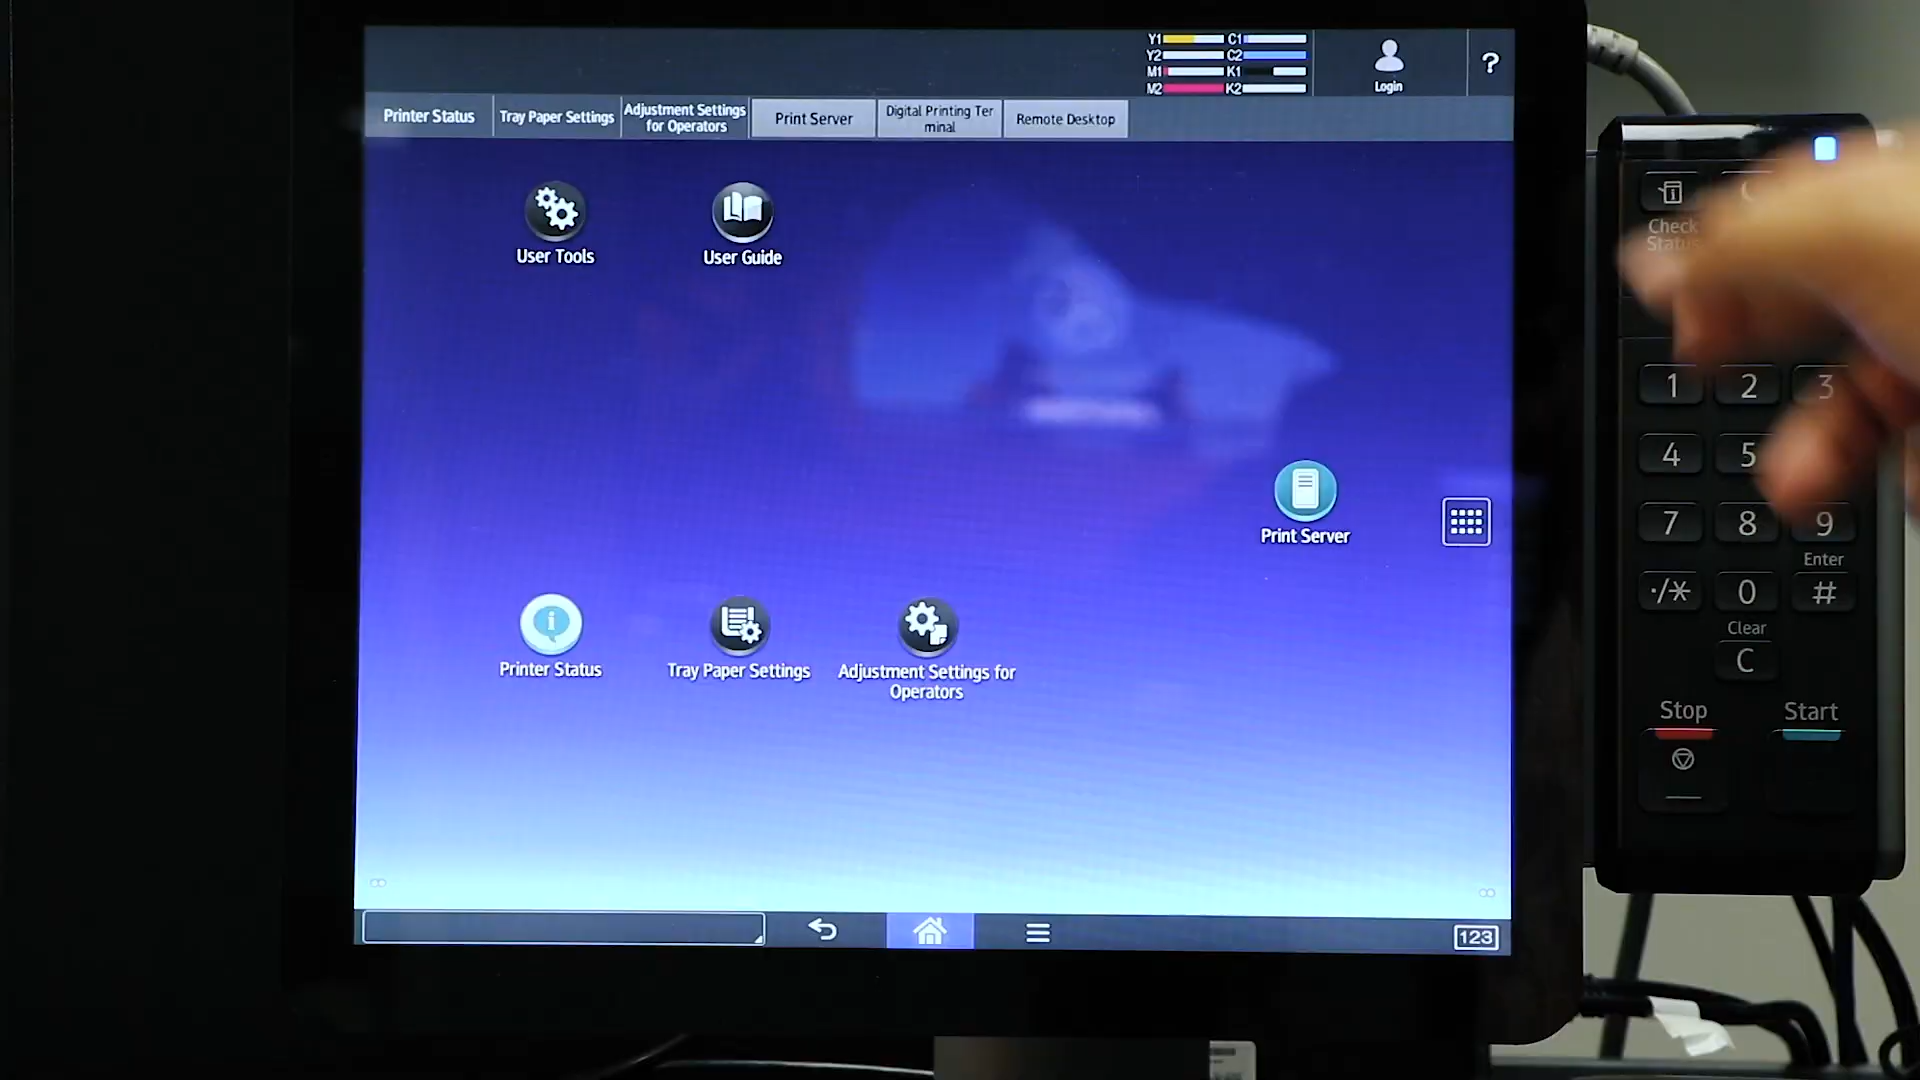 Y1 C1
Y2 C2
M1 K1
M2 K2
Login
?
Printer Status
Tray Paper Settings
Adjustment Settings
for Operators
Print Server
Digital Printing Ter
minal
Remote Desktop
User Tools
User Guide
Print Server
Printer Status
Tray Paper Settings
Adjustment Settings for
Operators
123
Check
Status
1 2 3
4 5
7 8 9
Enter
./* 0 #
Clear
C
Stop Start